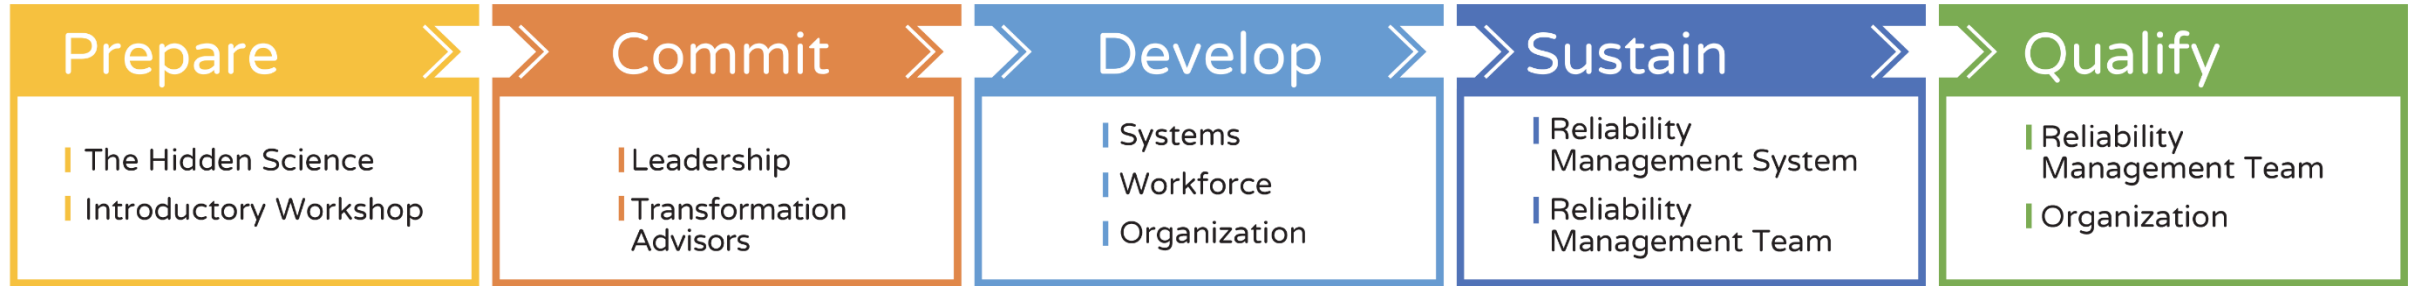 Prepare
The Hidden Science
Introductory Workshop
Commit
Leadership
Transformation
Advisors
Develop
Systems
Workforce
Organization
Sustain
Reliability
Management System
Reliability
Management Team
Qualify
Reliability
Management Team
Organization